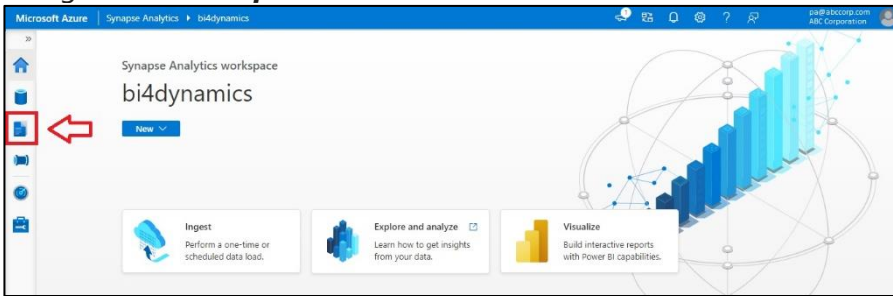 Microsoft Azure | Synapse Analytics ▸ bi4dynamics
pa@abccorp.com
ABC Corporation
Synapse Analytics workspace
bi4dynamics
New
Ingest
Perform a one-time or
scheduled data load.
Explore and analyze
Learn how to get insights
from your data.
Visualize
Build interactive reports
with Power BI capabilities.